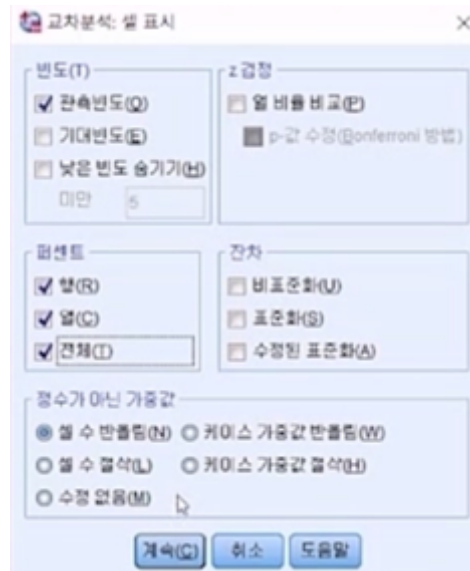 교차분석: 셀 표시
빈도(T)
관측빈도(O)
기대빈도(E)
낮은 빈도 숨기기(H)
미만 5
z 검정
열 비율 비교(P)
p-값 수정(Bonferroni 방법)
퍼센트
행(R)
열(C)
전체(T)
잔차
비표준화(U)
표준화(S)
수정된 표준화(A)
정수가 아닌 가중값
셀 수 반올림(N) 케이스 가중값 반올림(W)
셀 수 절삭(L) 케이스 가중값 절삭(H)
수정 없음(M)
계속(C) 취소 도움말